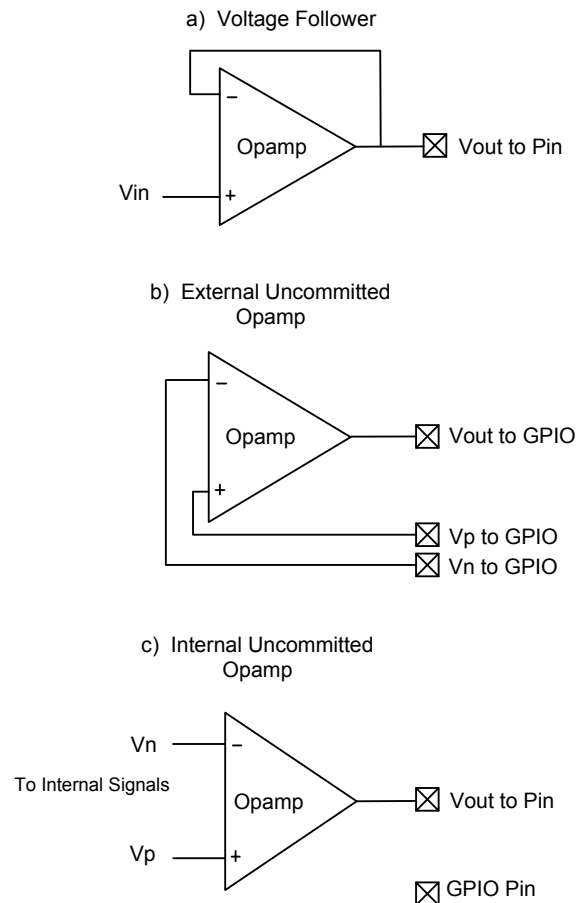 a) Voltage Follower
−
Opamp
Vout to Pin
Vin
+
b) External Uncommitted
Opamp
−
Opamp
Vout to GPIO
+
Vp to GPIO
Vn to GPIO
c) Internal Uncommitted
Opamp
Vn
−
To Internal Signals
Opamp
Vout to Pin
Vp
+
GPIO Pin